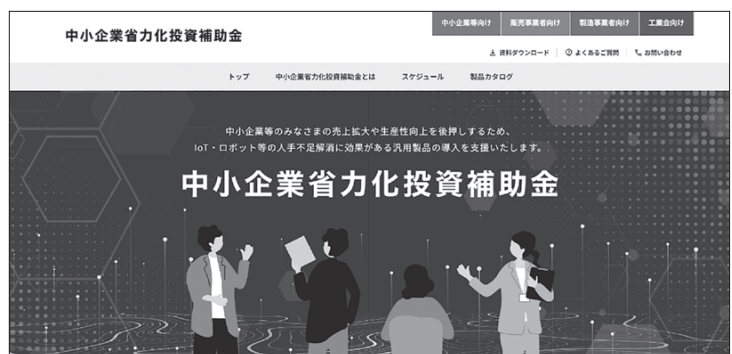 中小企業省力化投資補助金
中小企業等向け
販売事業者向け
製造事業者向け
工業会向け
資料ダウンロード
よくあるご質問
お問い合わせ
トップ
中小企業省力化投資補助金とは
スケジュール
製品カタログ
中小企業等のみなさまの売上拡大や生産性向上を後押しするため、
IoT・ロボット等の人手不足解消に効果がある汎用製品の導入を支援いたします。
中小企業省力化投資補助金